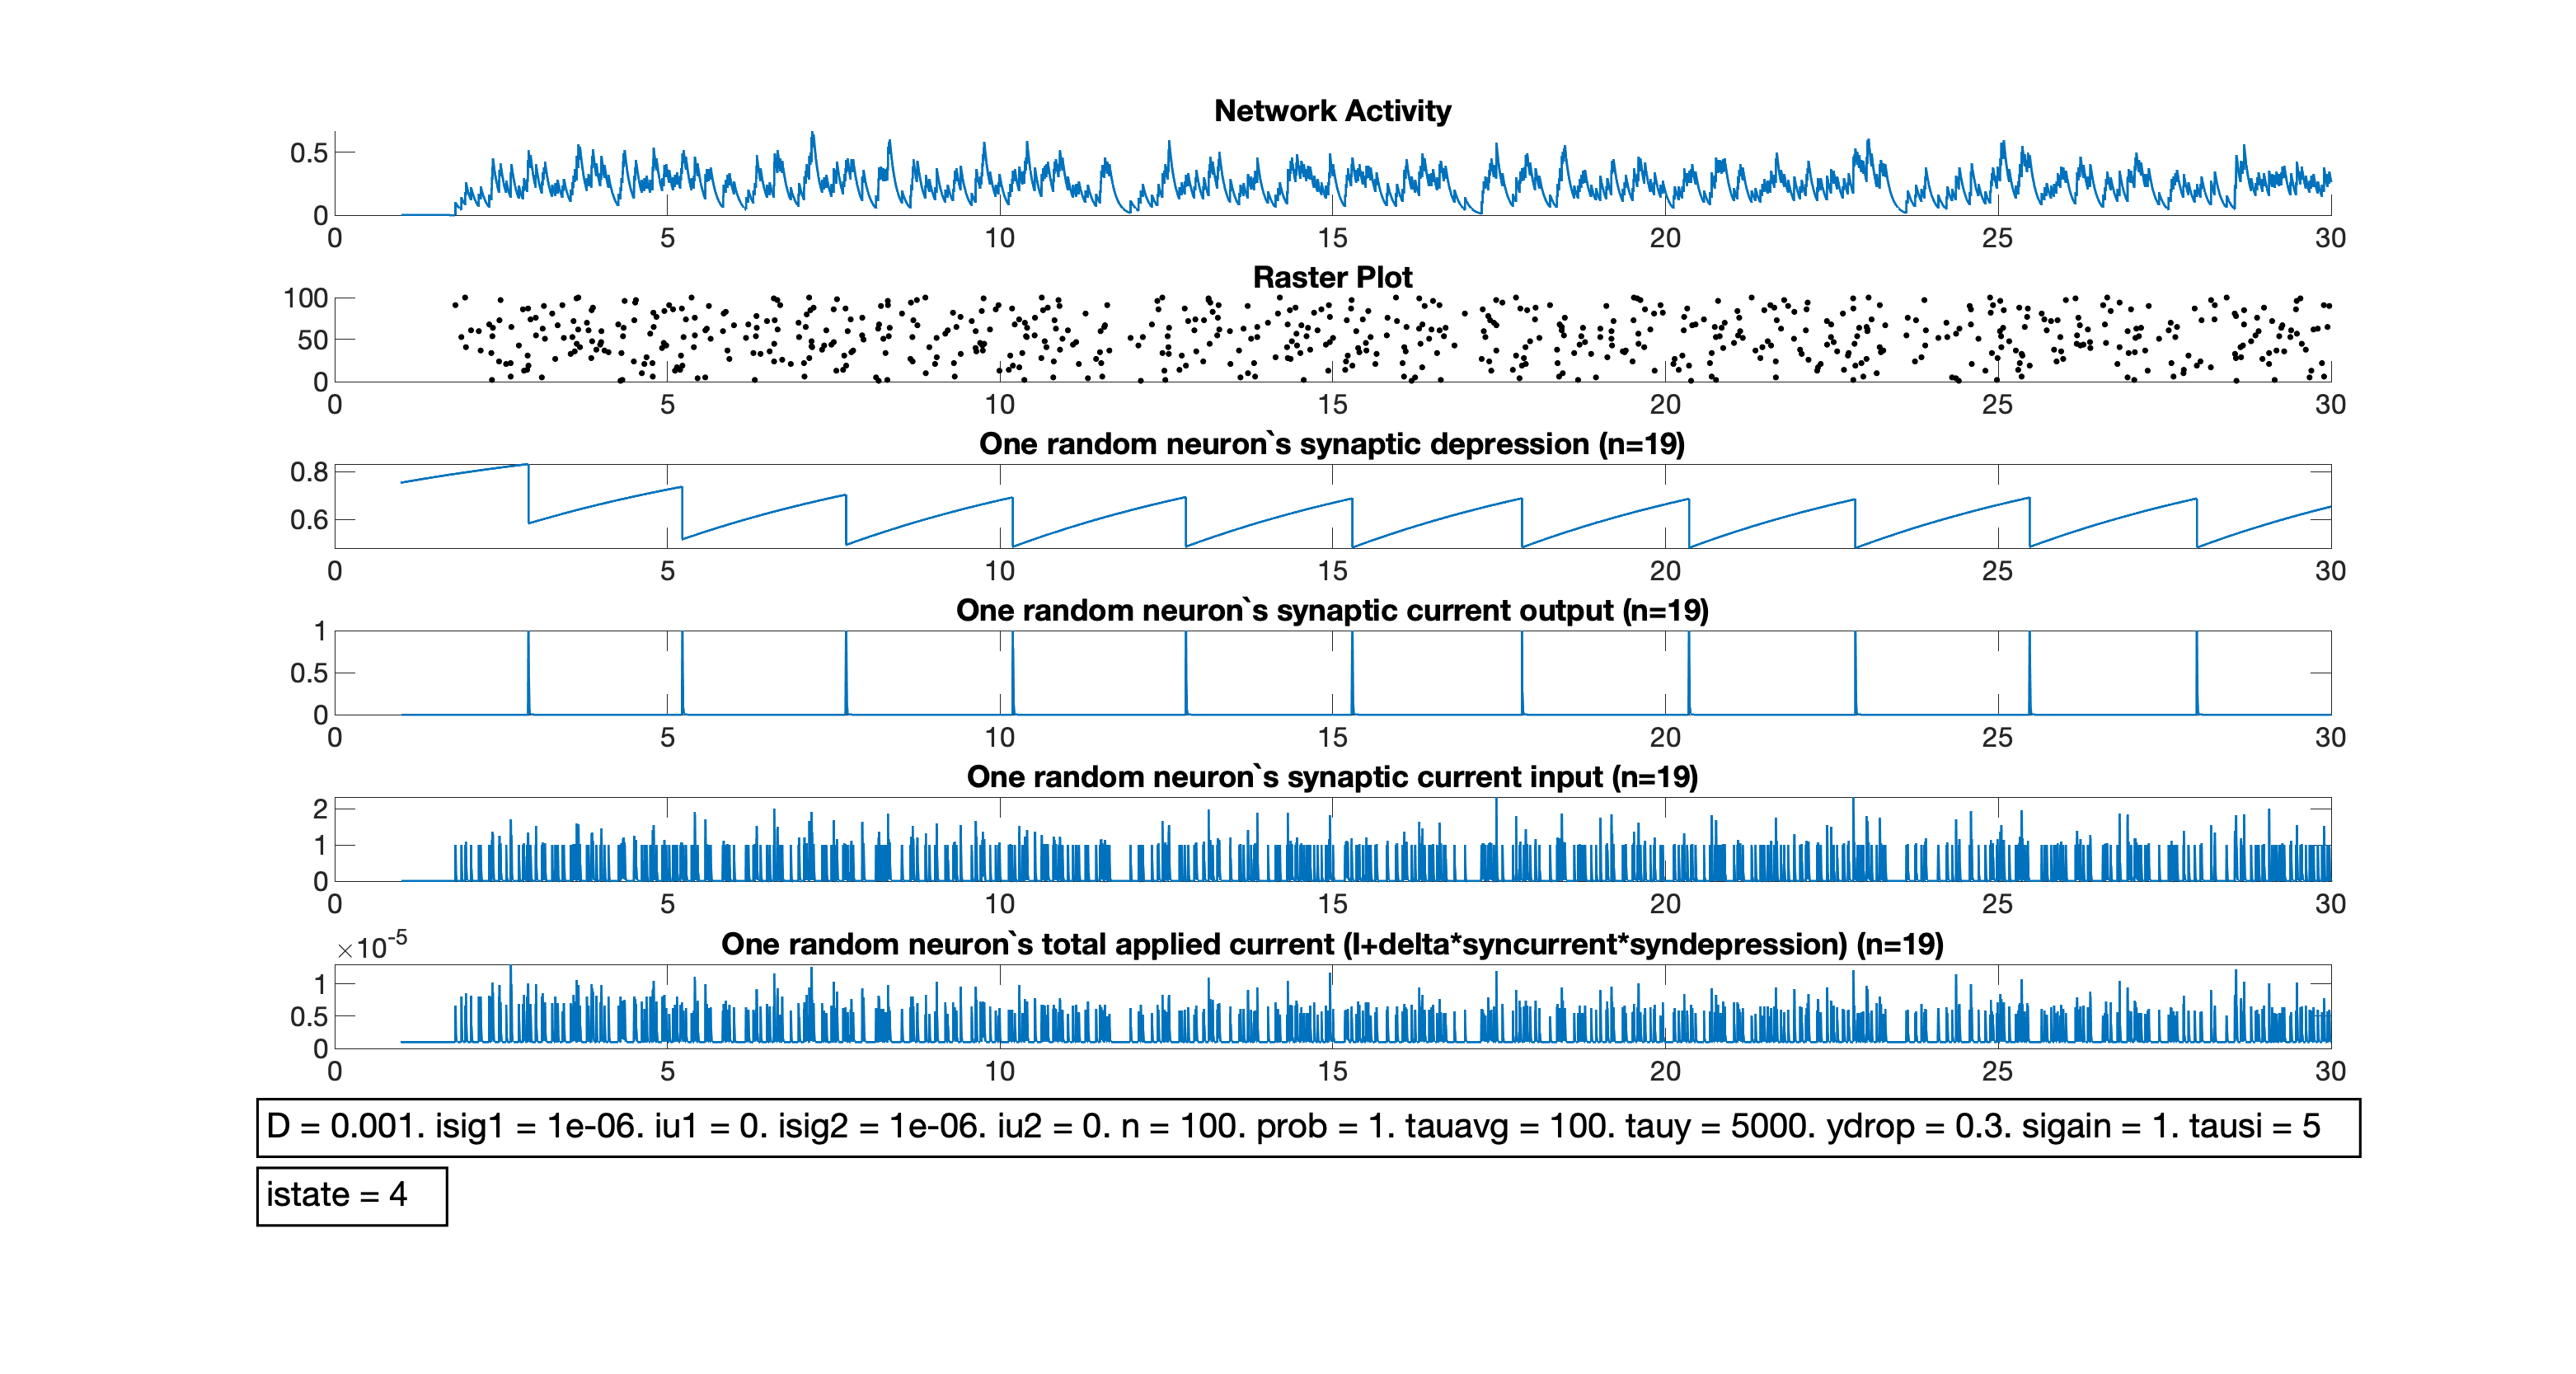 Network Activity
0.5
0
0 5 10 15 20 25 30
Raster Plot
100
50
0
0 5 10 15 20 25 30
One random neuron`s synaptic depression (n=19)
0.8
0.6
0 5 10 15 20 25 30
One random neuron`s synaptic current output (n=19)
1
0.5
0
0 5 10 15 20 25 30
One random neuron`s synaptic current input (n=19)
2
1
0
0 5 10 15 20 25 30
×10-5
One random neuron`s total applied current (I+delta*syncurrent*syndepression) (n=19)
1
0.5
0
0 5 10 15 20 25 30
D = 0.001. isig1 = 1e-06. iu1 = 0. isig2 = 1e-06. iu2 = 0. n = 100. prob = 1. tauavg = 100. tauy = 5000. ydrop = 0.3. sigain = 1. tausi = 5
istate = 4